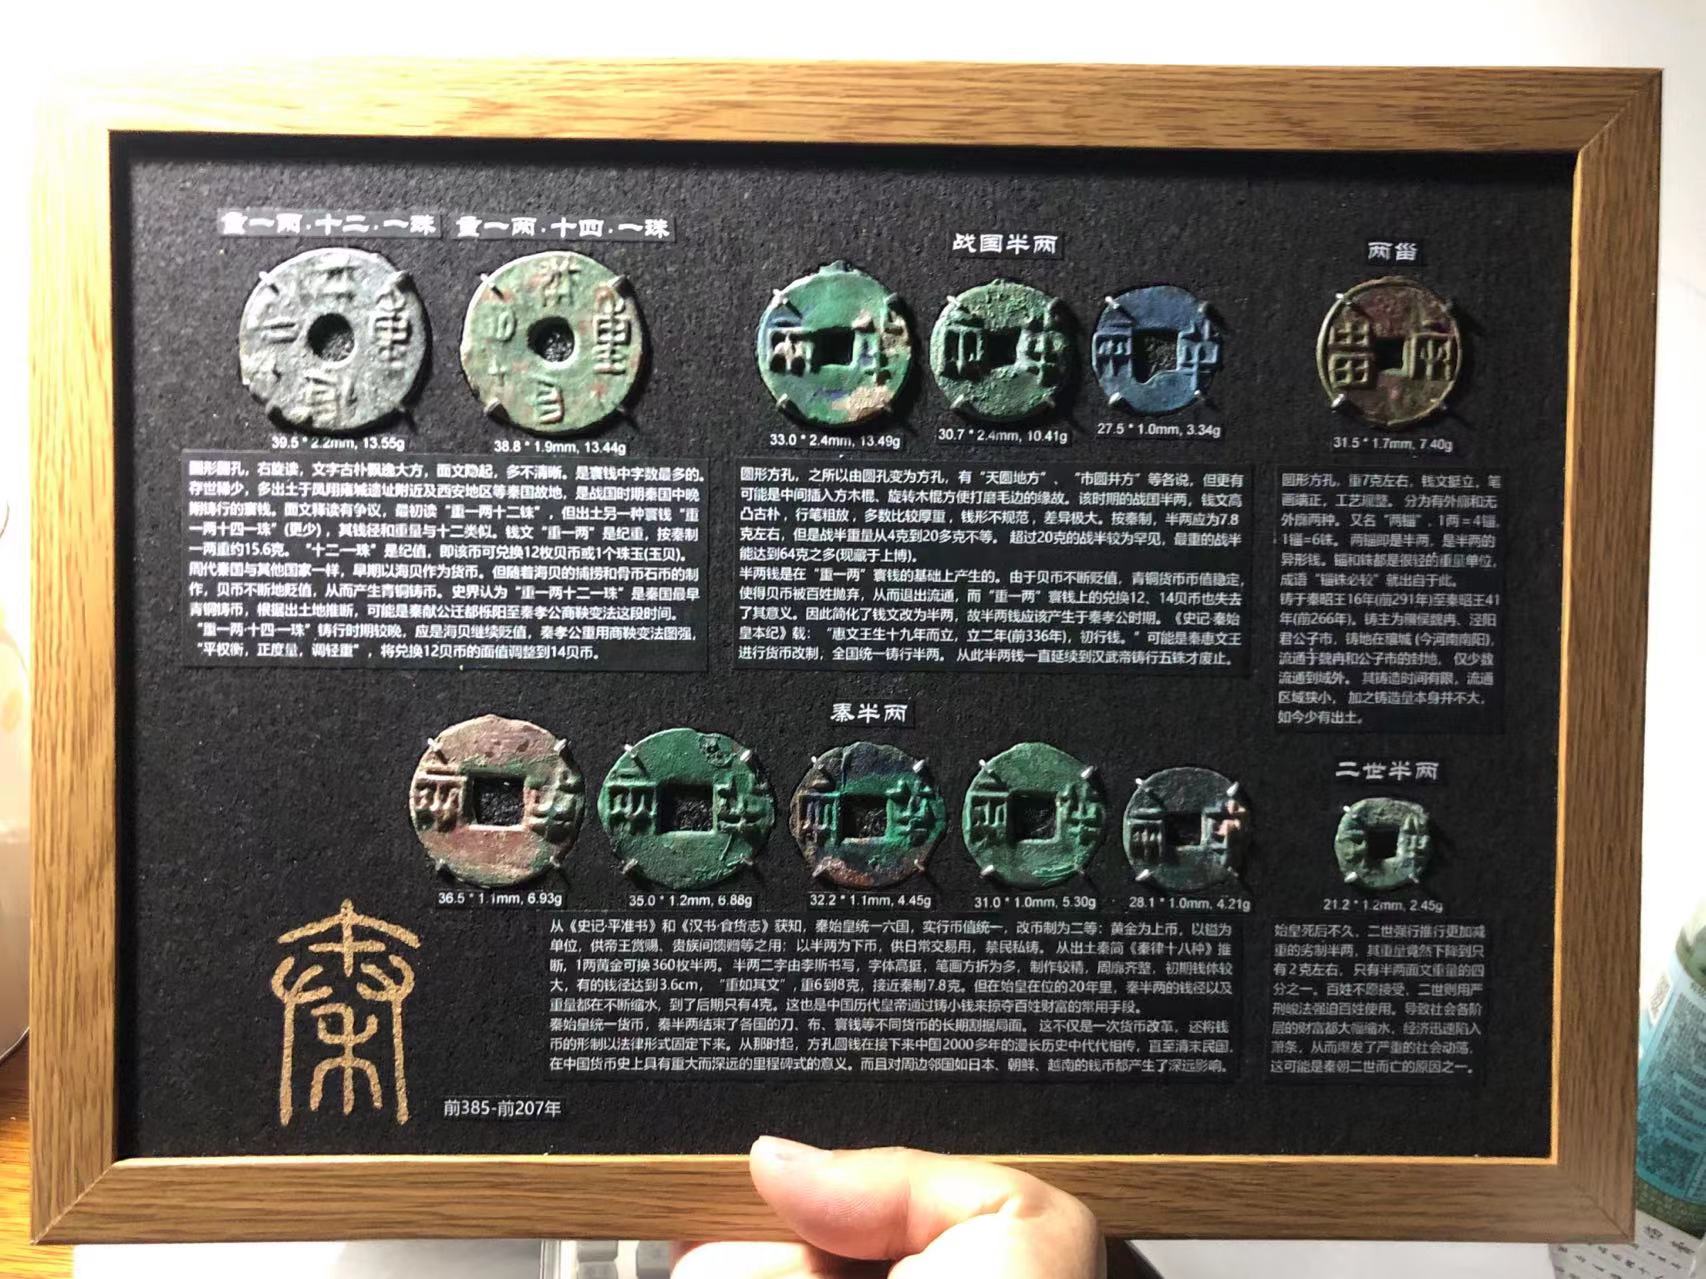 重一两·十二·一珠
重一两·十四·一珠
39.5 * 2.2mm, 13.55g
38.8 * 1.9mm, 13.44g
圆形圆孔，右旋读，文字古朴飘逸大方，面文隐起，多不清晰。是寰钱中字数最多的。
存世稀少，多出土于凤翔雍城遗址附近及西安地区等秦国故地，是战国时期秦国中晚
期铸行的寰钱。面文释读有争议，最初读“重一两十二铢”，但出土另一种寰钱“重
一两十四一珠”(更少)，其钱径和重量与十二类似。钱文“重一两”是纪重，按秦制
一两重约15.6克。“十二一珠”是纪值，即该币可兑换12枚贝币或1个珠玉(玉贝)。
周代秦国与其他国家一样，早期以海贝作为货币。但随着海贝的捕捞和骨币石币的制
作，贝币不断地贬值，从而产生青铜铸币。史界认为“重一两十二一珠”是秦国最早
青铜铸币，根据出土地推断，可能是秦献公迁都栎阳至秦孝公商鞅变法这段时间。
“重一两·十四·一珠”铸行时期较晚，应是海贝继续贬值，秦孝公重用商鞅变法图强，
“平权衡，正度量，调轻重”，将兑换12贝币的面值调整到14贝币。
战国半两
33.0 * 2.4mm, 13.49g
30.7 * 2.4mm, 10.41g
27.5 * 1.0mm, 3.34g
圆形方孔，之所以由圆孔变为方孔，有“天圆地方”、“市圆井方”等各说，但更有
可能是中间插入方木棍、旋转木棍方便打磨毛边的缘故。该时期的战国半两，钱文高
凸古朴，行笔粗放，多数比较厚重，钱形不规范，差异极大。按秦制，半两应为7.8
克左右，但是战半重量从4克到20多克不等。超过20克的战半较为罕见，最重的战半
能达到64克之多(现藏于上博)。
半两钱是在“重一两”寰钱的基础上产生的。由于贝币不断贬值，青铜货币币值稳定，
使得贝币被百姓抛弃，从而退出流通，而“重一两”寰钱上的兑换12、14贝币也失去
了其意义。因此简化了钱文改为半两，故半两钱应该产生于秦孝公时期。《史记·秦始
皇本纪》载：“惠文王生十九年而立，立二年(前336年)，初行钱。”可能是秦惠文王
进行货币改制，全国统一铸行半两。从此半两钱一直延续到汉武帝铸行五铢才废止。
两甾
31.5 * 1.7mm, 7.40g
圆形方孔，重7克左右，钱文挺立，笔
画端正，工艺规整。分为有外廓和无
外廓两种。又名“两锱”，1两＝4锱，
1锱=6铢。两锱即是半两，是半两的
异形钱。锱和铢都是很轻的重量单位，
成语“锱铢必较”就出自于此。
铸于秦昭王16年(前291年)至秦昭王41
年(前266年)。铸主为穰侯魏冉、泾阳
君公子市，铸地在穰城(今河南南阳)，
流通于魏冉和公子市的封地，仅少数
流通到域外。其铸造时间有限，流通
区域狭小，加之铸造量本身并不大，
如今少有出土。
秦半两
36.5 * 1.1mm, 6.93g
35.0 * 1.2mm, 6.88g
32.2 * 1.1mm, 4.45g
31.0 * 1.0mm, 5.30g
28.1 * 1.0mm, 4.21g
从《史记·平准书》和《汉书·食货志》获知，秦始皇统一六国，实行币值统一，改币制为二等：黄金为上币，以镒为
单位，供帝王赏赐、贵族间馈赠等之用；以半两为下币，供日常交易用，禁民私铸。从出土秦简《秦律十八种》推
断，1两黄金可换360枚半两。半两二字由李斯书写，字体高挺，笔画方折为多，制作较精，周廓齐整，初期钱体较
大，有的钱径达到3.6cm，“重如其文”,重6到8克，接近秦制7.8克。但在始皇在位的20年里，秦半两的钱径以及
重量都在不断缩水，到了后期只有4克。这也是中国历代皇帝通过铸小钱来掠夺百姓财富的常用手段。
秦始皇统一货币，秦半两结束了各国的刀、布、寰钱等不同货币的长期割据局面。这不仅是一次货币改革，还将钱
币的形制以法律形式固定下来。从那时起，方孔圆钱在接下来中国2000多年的漫长历史中代代相传，直至清末民国，
在中国货币史上具有重大而深远的里程碑式的意义。而且对周边邻国如日本、朝鲜、越南的钱币都产生了深远影响。
二世半两
21.2 * 1.2mm, 2.45g
始皇死后不久，二世强行推行更加减
重的劣制半两，其重量竟然下降到只
有2克左右，只有半两面文重量的四
分之一。百姓不愿接受，二世则用严
刑峻法强迫百姓使用。导致社会各阶
层的财富都大幅缩水，经济迅速陷入
萧条，从而爆发了严重的社会动荡，
这可能是秦朝二世而亡的原因之一。
秦
前385-前207年